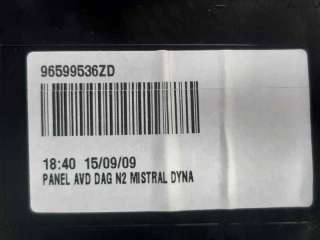 96599536ZD
18:40 15/09/09
PANEL AVD DAG N2 MISTRAL DYNA